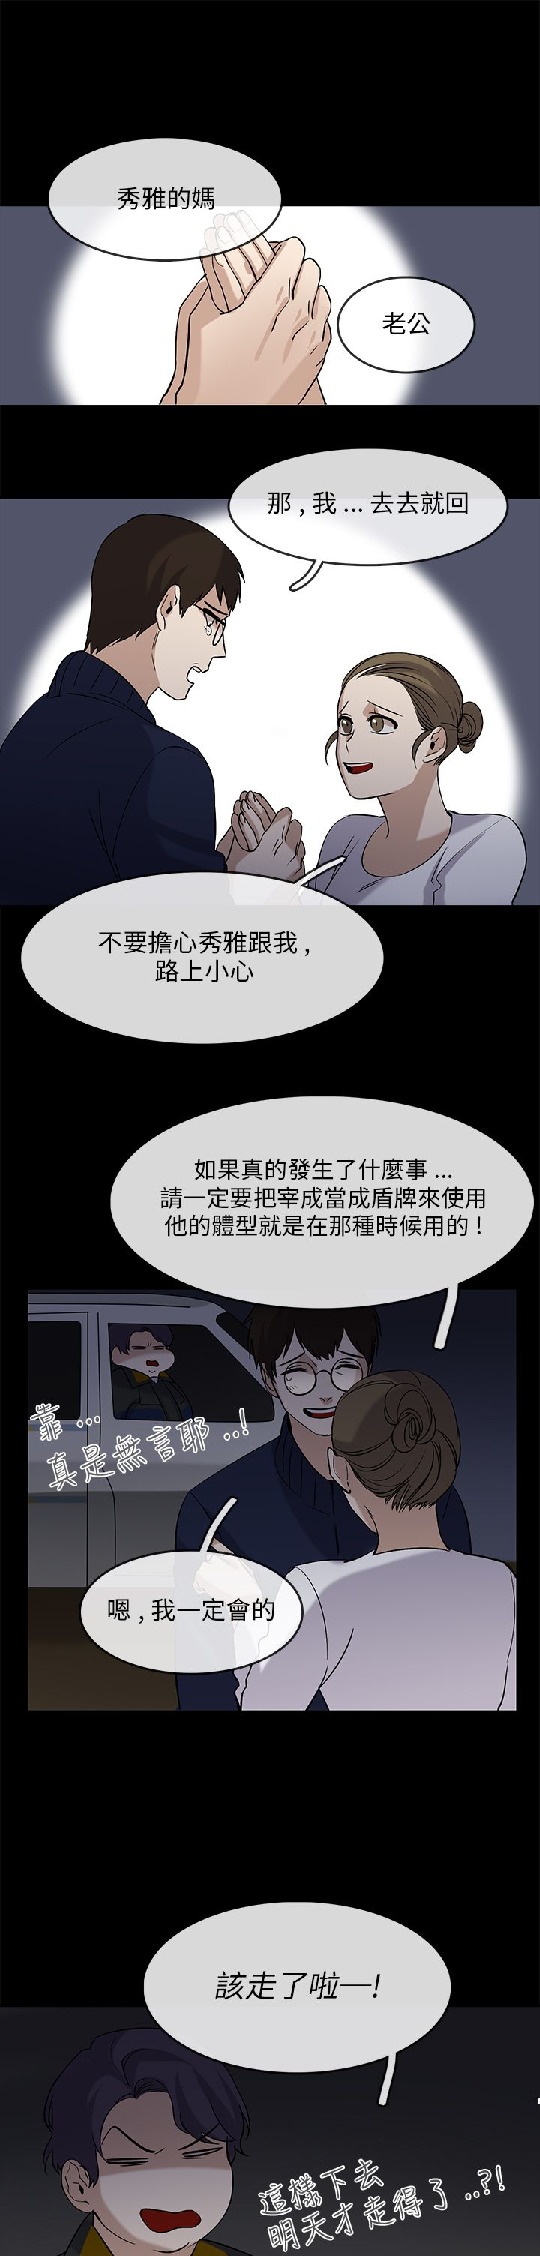 秀雅的媽
老公
那 , 我 ... 去去就回
不要擔心秀雅跟我 ,
路上小心
如果真的發生了什麼事 ...
請一定要把宰成當成盾牌來使用
他的體型就是在那種時候用的 !
靠 ...
真是無言耶 ..!
嗯 , 我一定會的
該走了啦—!
這樣下去
明天才走得了 ..?!